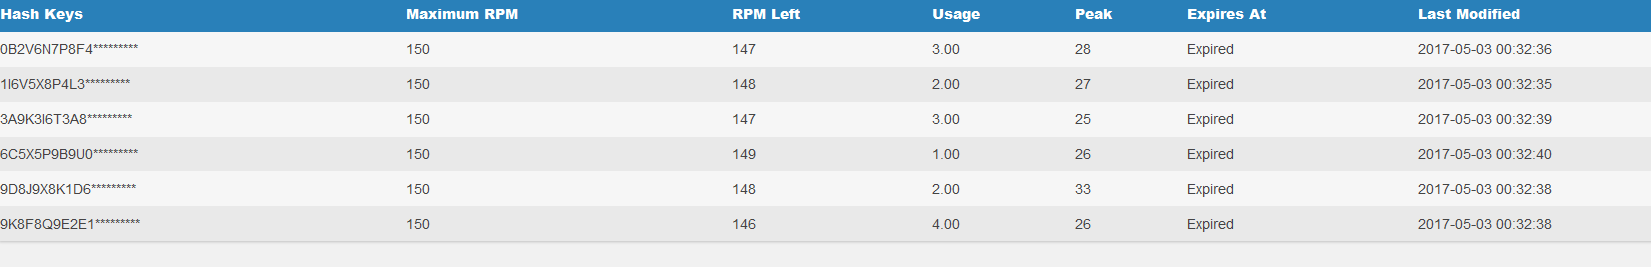 Hash Keys Maximum RPM RPM Left Usage Peak Expires At Last Modified
0B2V6N7P8F4********* 150 147 3.00 28 Expired 2017-05-03 00:32:36
1I6V5X8P4L3********* 150 148 2.00 27 Expired 2017-05-03 00:32:35
3A9K3I6T3A8********* 150 147 3.00 25 Expired 2017-05-03 00:32:39
6C5X5P9B9U0********* 150 149 1.00 26 Expired 2017-05-03 00:32:40
9D8J9X8K1D6********* 150 148 2.00 33 Expired 2017-05-03 00:32:38
9K8F8Q9E2E1********* 150 146 4.00 26 Expired 2017-05-03 00:32:38